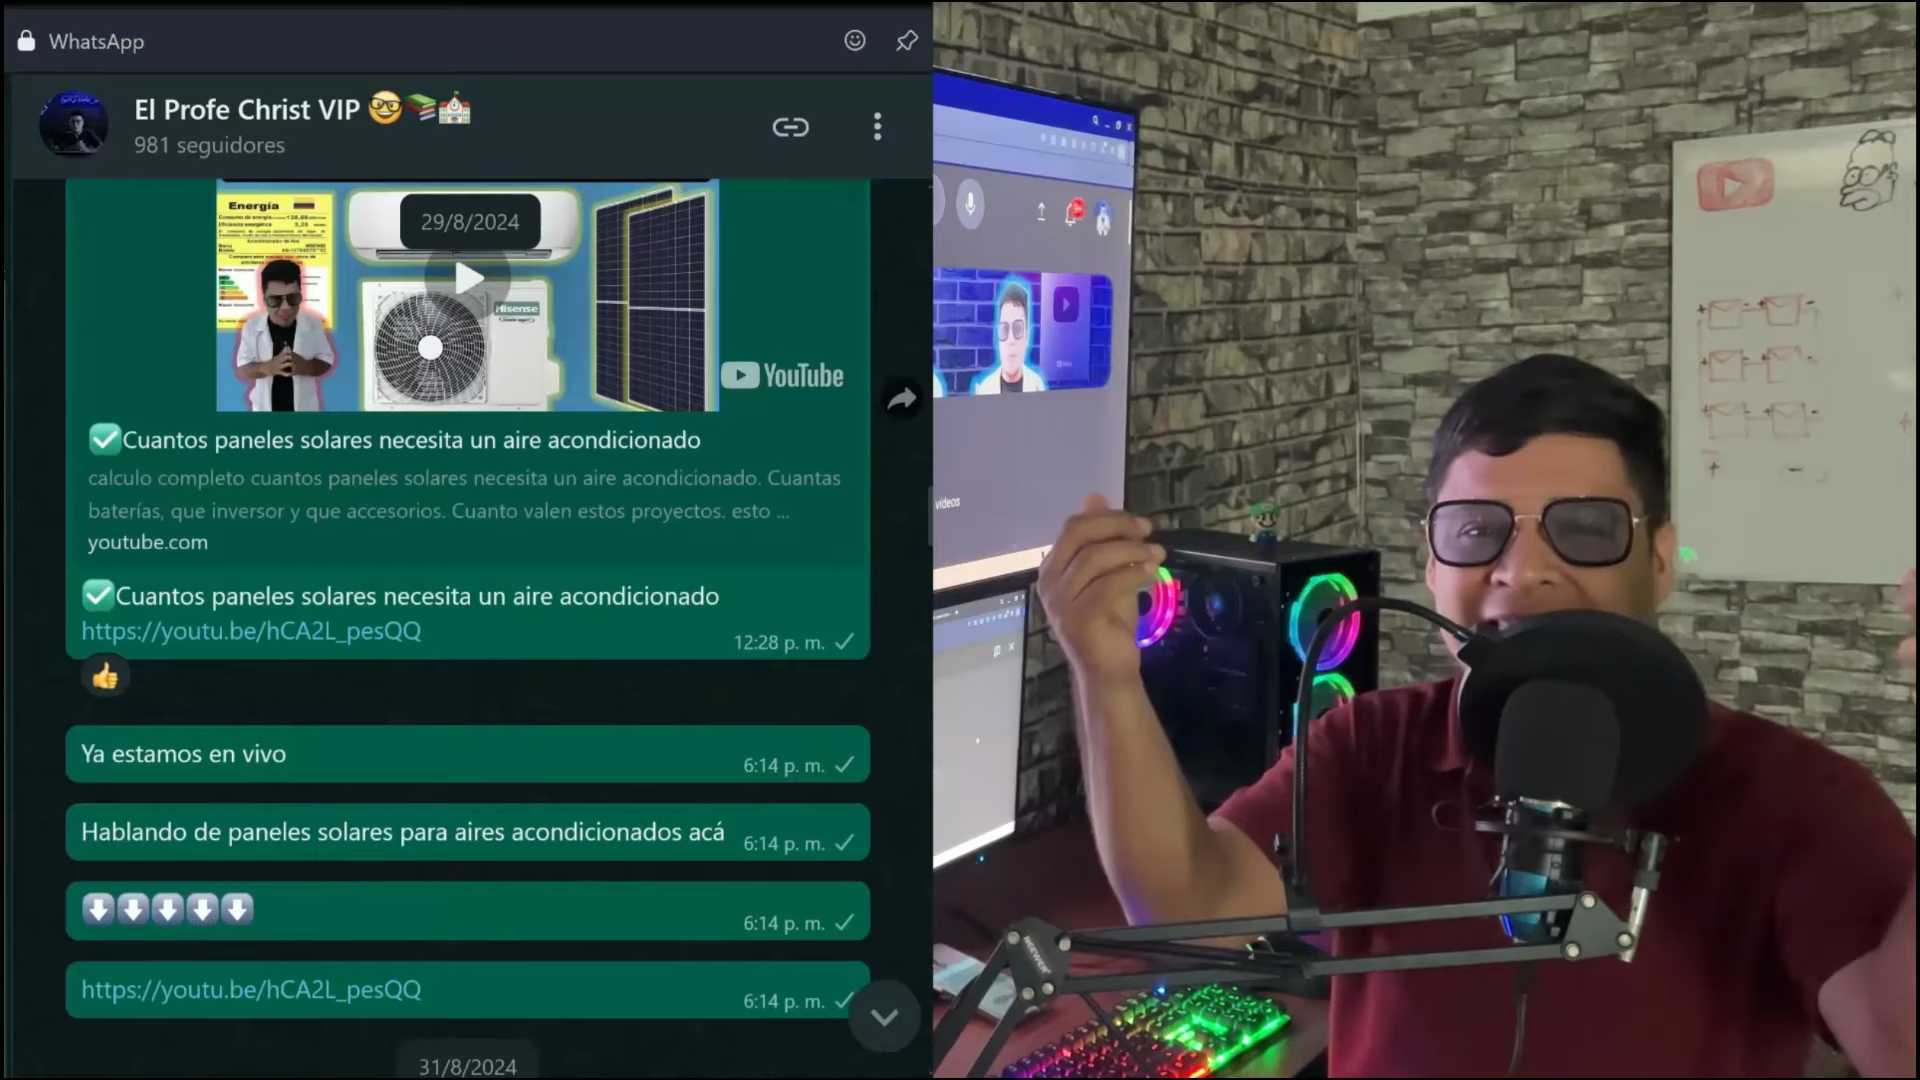 WhatsApp
El Profe Christ VIP 🤓📚🏫
981 seguidores
Energía
29/8/2024
Hisense
YouTube
✅Cuantos paneles solares necesita un aire acondicionado
calculo completo cuantos paneles solares necesita un aire acondicionado. Cuantas
baterías, que inversor y que accesorios. Cuanto valen estos proyectos. esto ...
youtube.com
✅Cuantos paneles solares necesita un aire acondicionado
https://youtu.be/hCA2L_pesQQ
12:28 p. m.
👍
Ya estamos en vivo
6:14 p. m.
Hablando de paneles solares para aires acondicionados acá
6:14 p. m.
⬇⬇⬇⬇⬇
6:14 p. m.
https://youtu.be/hCA2L_pesQQ
6:14 p. m.
31/8/2024
videos
NEEWER